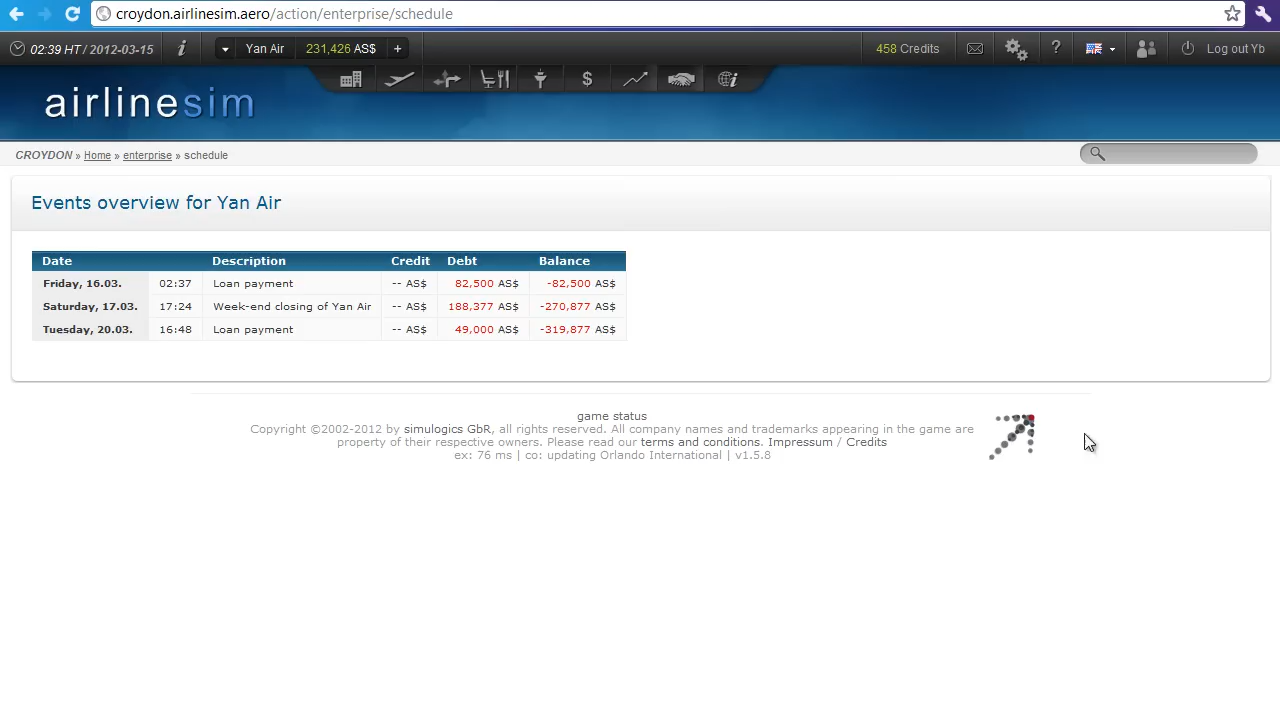 croydon.airlinesim.aero/action/enterprise/schedule
02:39 HT / 2012-03-15 i Yan Air 231,426 AS$ + 458 Credits ? Log out Yb
$
airlinesim
CROYDON » Home » enterprise » schedule
Events overview for Yan Air
Date Description Credit Debt Balance
Friday, 16.03. 02:37 Loan payment -- AS$ 82,500 AS$ -82,500 AS$
Saturday, 17.03. 17:24 Week-end closing of Yan Air -- AS$ 188,377 AS$ -270,877 AS$
Tuesday, 20.03. 16:48 Loan payment -- AS$ 49,000 AS$ -319,877 AS$
game status
Copyright ©2002-2012 by simulogics GbR, all rights reserved. All company names and trademarks appearing in the game are
property of their respective owners. Please read our terms and conditions. Impressum / Credits
ex: 76 ms | co: updating Orlando International | v1.5.8